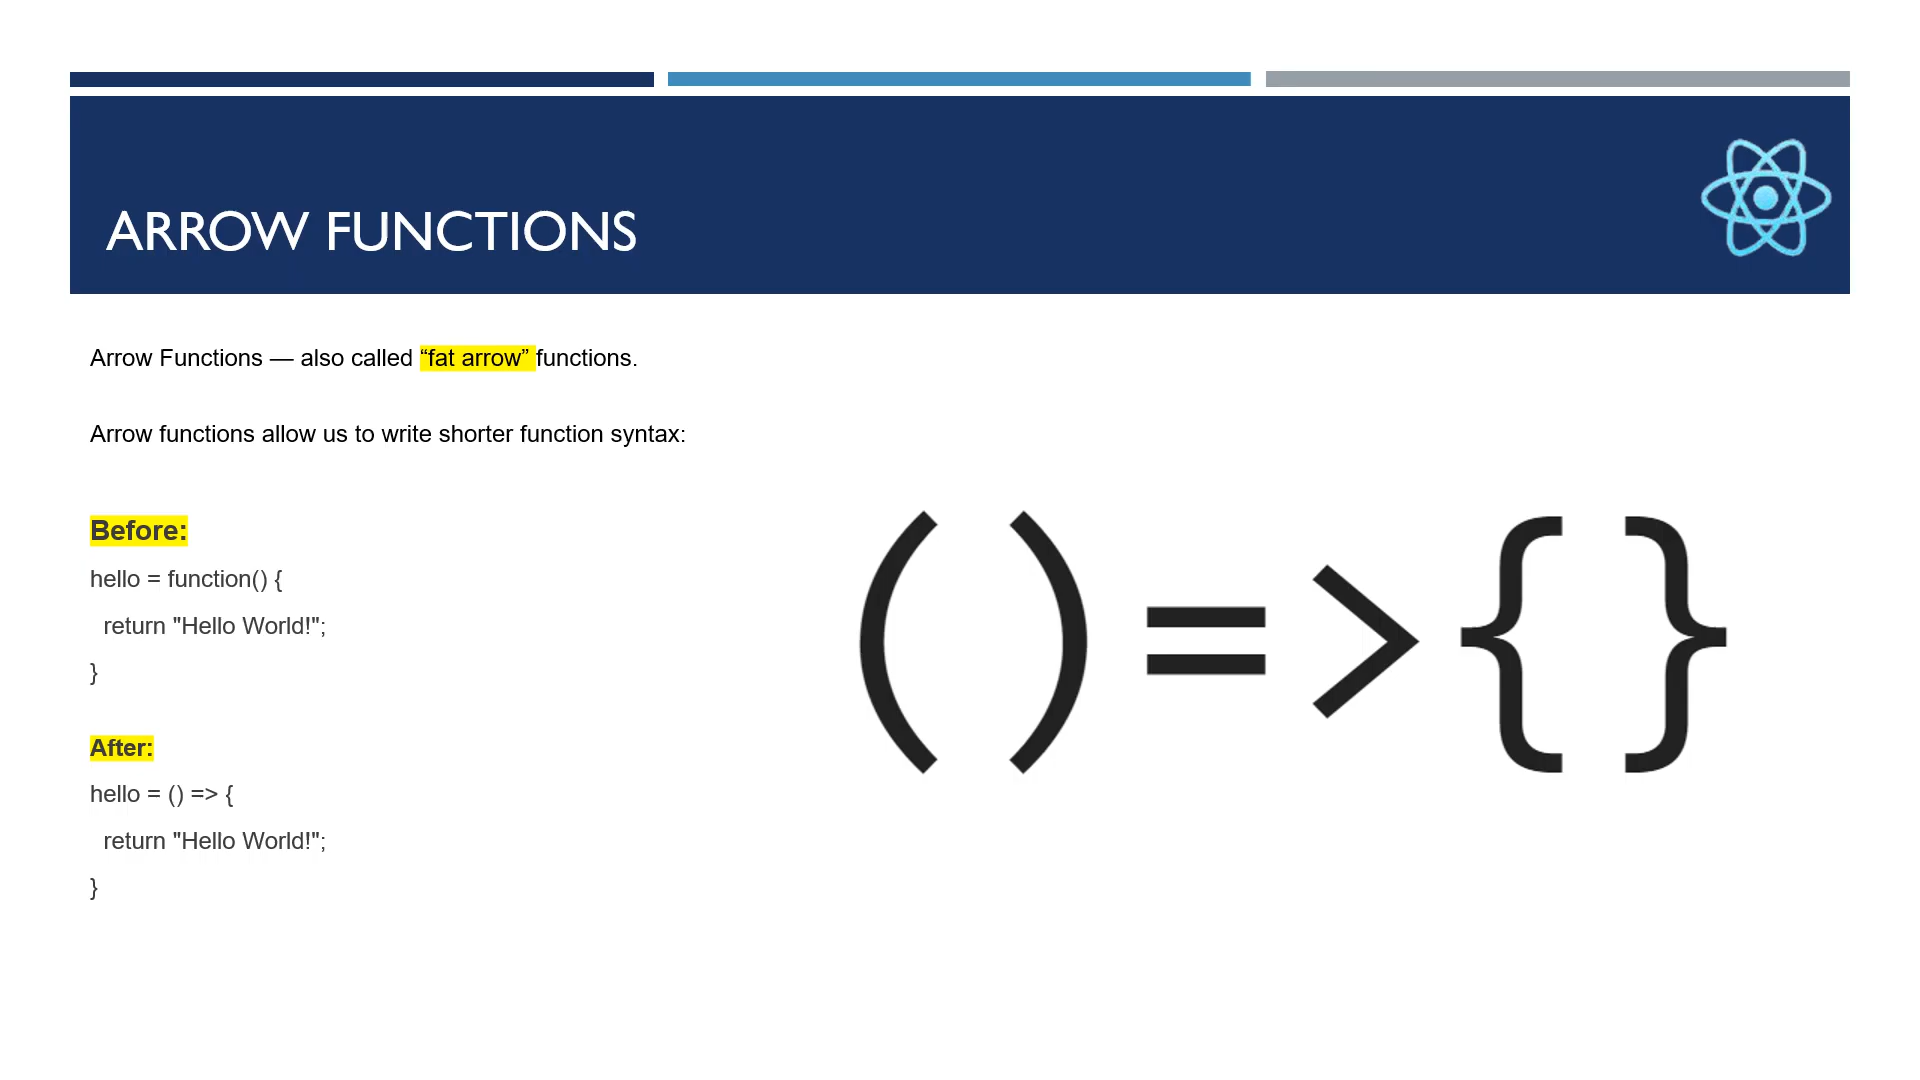 ARROW FUNCTIONS
Arrow Functions — also called “fat arrow” functions.
Arrow functions allow us to write shorter function syntax:
Before:
hello = function() {
  return "Hello World!";
}
After:
hello = () => {
  return "Hello World!";
}
( ) = > { }